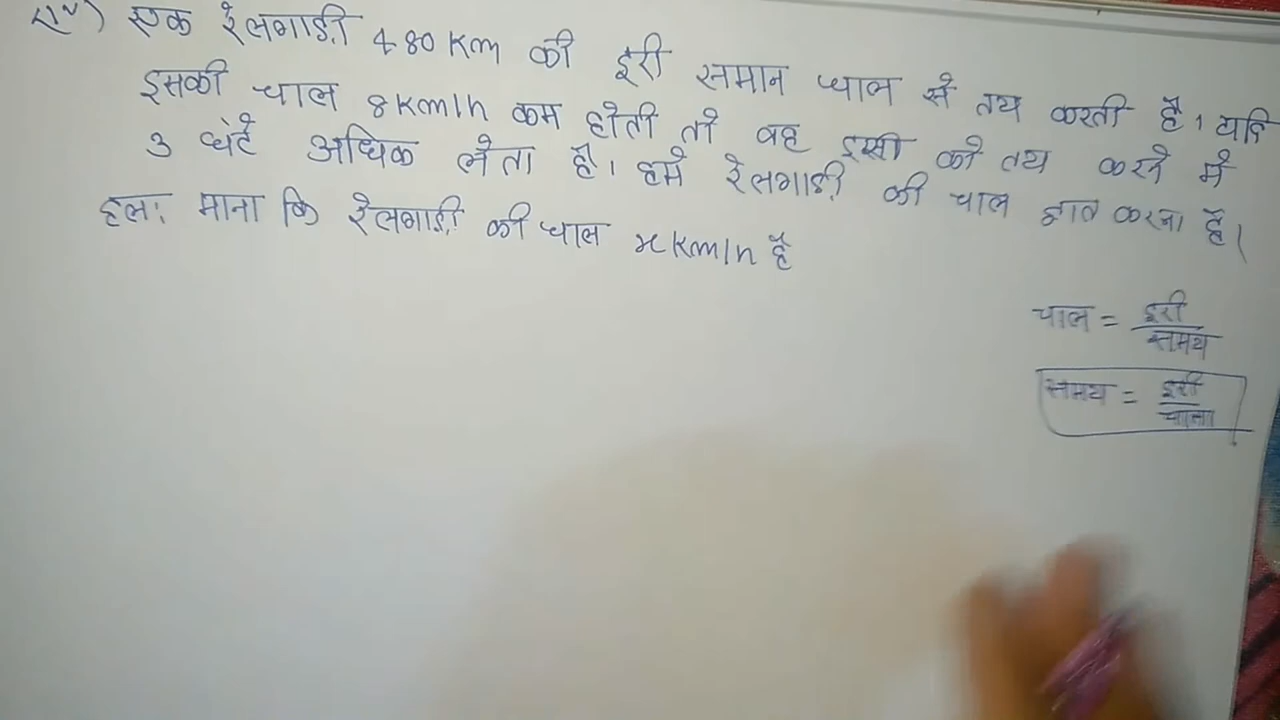 (iv) एक रेलगाड़ी 480 km की दूरी समान चाल से तय करती है। यदि
इसकी चाल 8 km/h कम होती तो वह दूरी को तय करने में
3 घंटे अधिक लेता है। हमें रेलगाड़ी की चाल ज्ञात करना है।
हल: माना कि रेलगाड़ी की चाल x km/h है
चाल = दूरी/समय
समय = दूरी/चाल